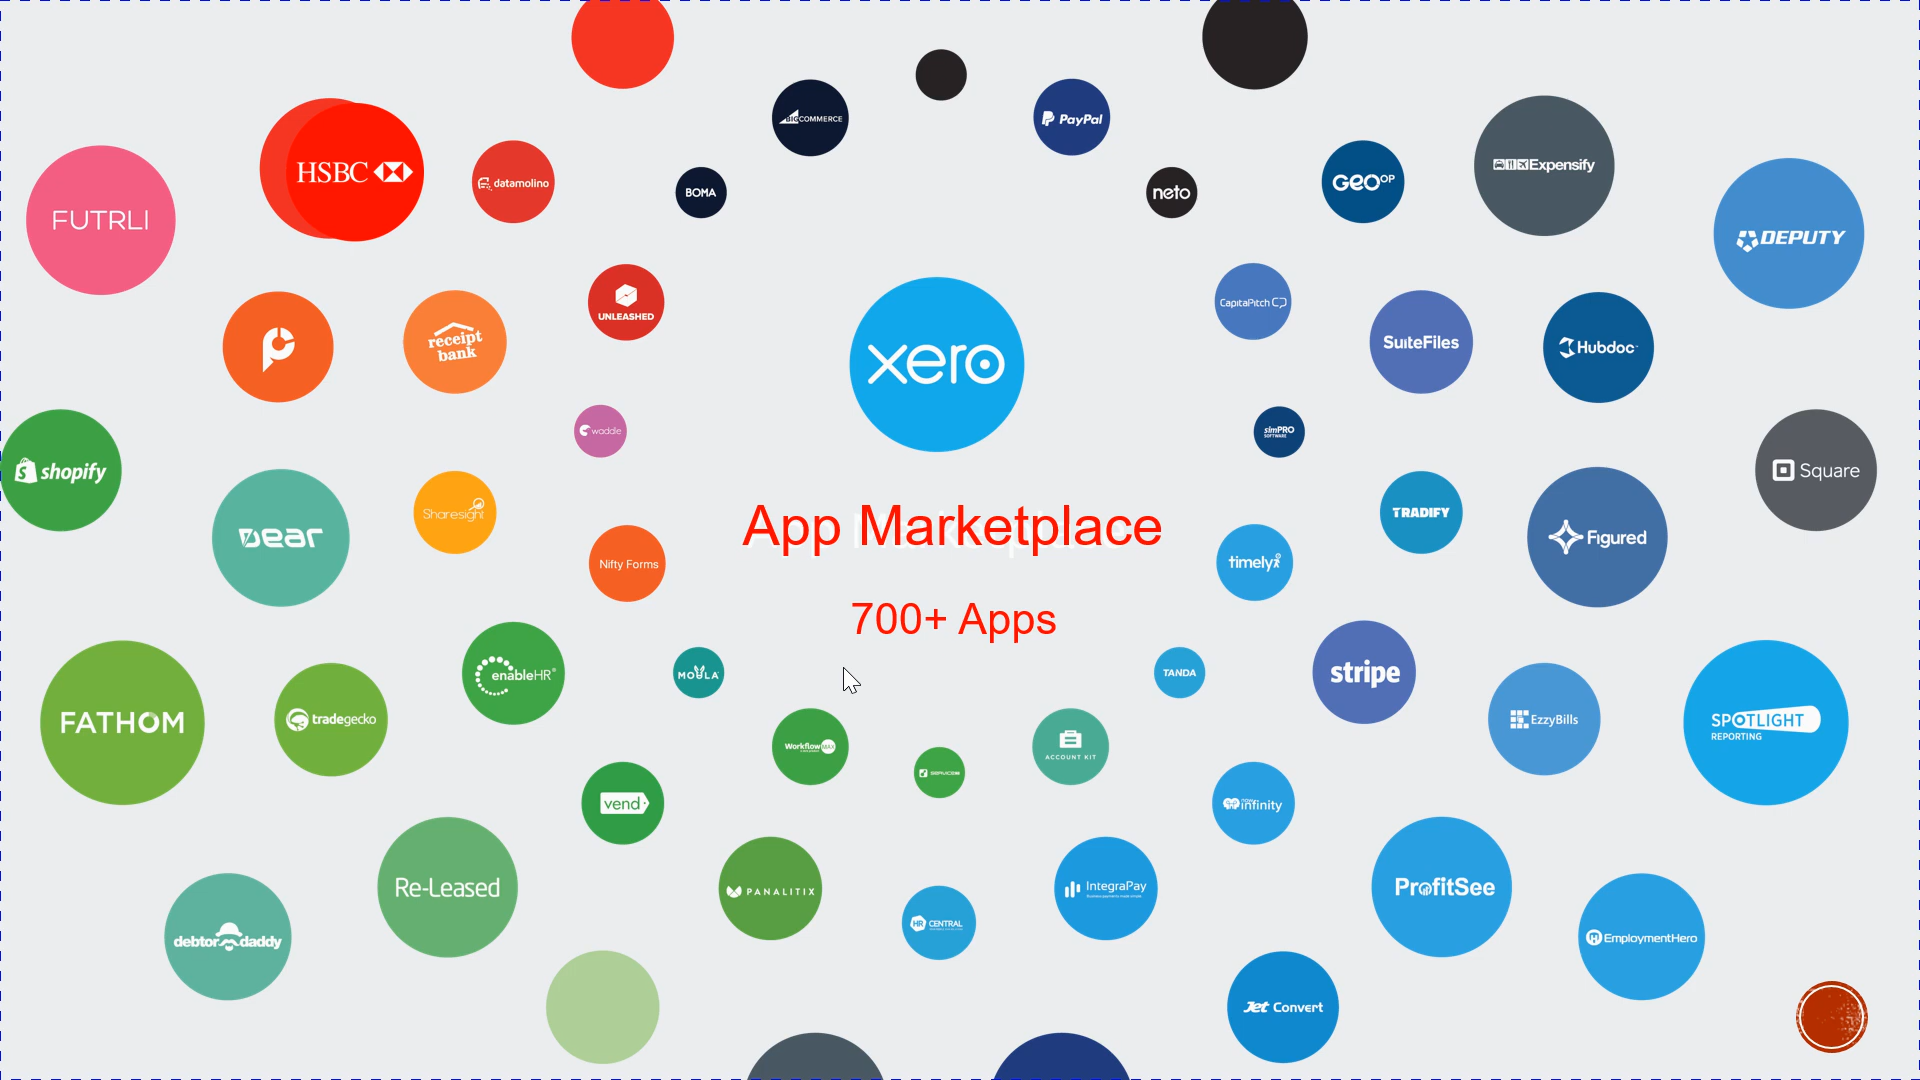 BIGCOMMERCE
PayPal
HSBC
datamolino
BOMA
neto
GEOOP
Expensify
FUTRLI
DEPUTY
UNLEASHED
CapitaPitch
receipt
bank
xero
SuiteFiles
Hubdoc
waddle
simPRO
SOFTWARE
shopify
Square
Sharesight
TRADIFY
DEAR
App Marketplace
Figured
Nifty Forms
timely
700+ Apps
enableHR
MOULA
TANDA
stripe
FATHOM
tradegecko
EzzyBills
SPOTLIGHT
REPORTING
WorkflowMAX
ACCOUNT KIT
vend
infinity
Re-Leased
PANALITIX
IntegraPay
ProfitSee
HR CENTRAL
debtor daddy
EmploymentHero
Jet Convert